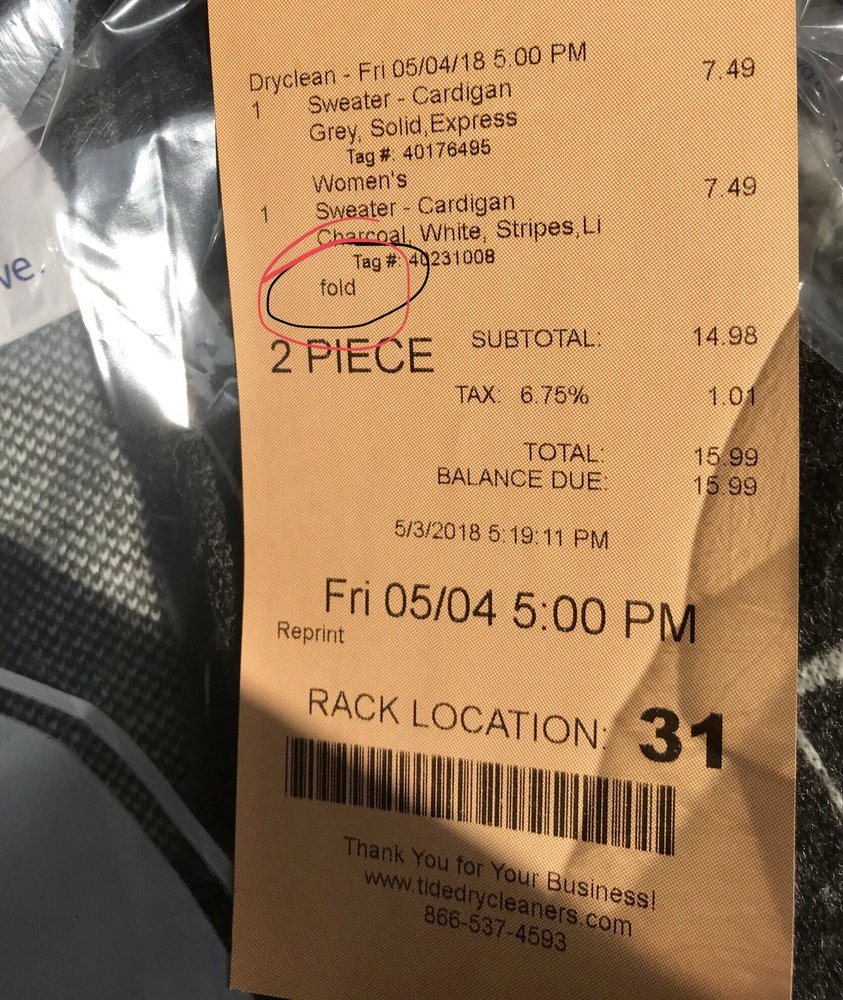 Dryclean - Fri 05/04/18 5:00 PM
1 Sweater - Cardigan 7.49
Grey, Solid,Express
Tag #: 40176495
Women's
1 Sweater - Cardigan 7.49
Charcoal, White, Stripes,Li
Tag #: 40231008
fold
2 PIECE SUBTOTAL: 14.98
TAX: 6.75% 1.01
TOTAL: 15.99
BALANCE DUE: 15.99
5/3/2018 5:19:11 PM
Fri 05/04 5:00 PM
Reprint
RACK LOCATION: 31
Thank You for Your Business!
www.tidedrycleaners.com
866-537-4593